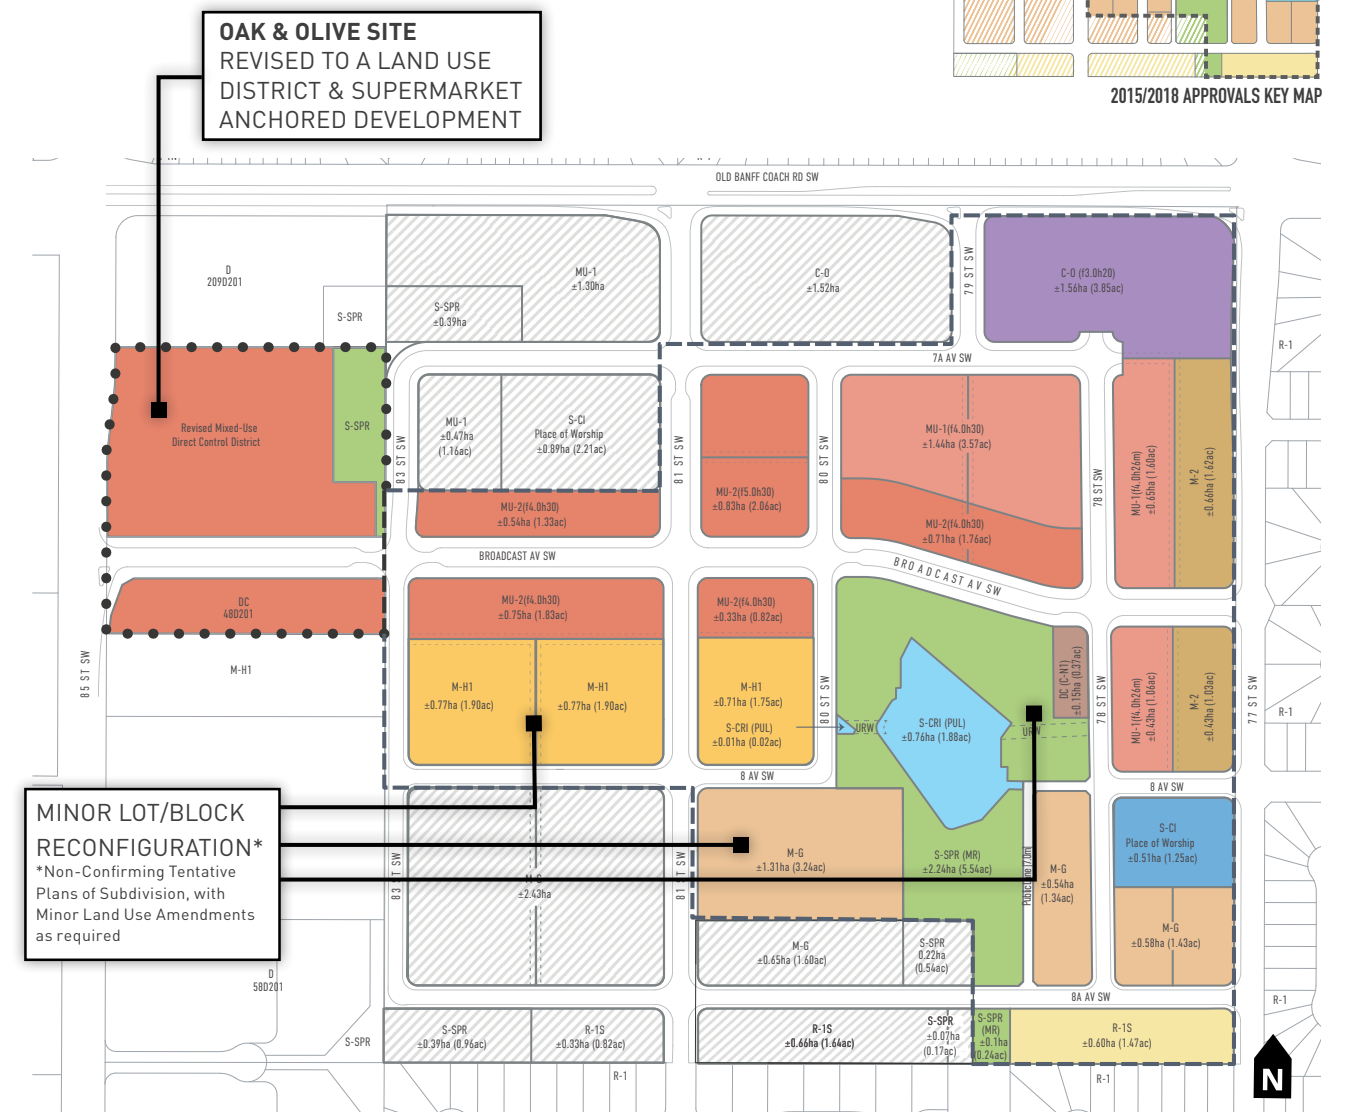 OAK & OLIVE SITE
REVISED TO A LAND USE
DISTRICT & SUPERMARKET
ANCHORED DEVELOPMENT
2015/2018 APPROVALS KEY MAP
OLD BANFF COACH RD SW
D
209D201
MU-1
±1.30ha
S-SPR
±0.39ha
S-SPR
C-O
±1.52ha
79 ST SW
C-O (f3.0h20)
±1.56ha (3.85ac)
R-1
7A AV SW
Revised Mixed-Use
Direct Control District
S-SPR
83 ST SW
MU-1
±0.47ha
(1.16ac)
S-CI
Place of Worship
±0.89ha (2.21ac)
81 ST SW
MU-2(f5.0h30)
±0.83ha (2.06ac)
80 ST SW
MU-1(f4.0h30)
±1.44ha (3.57ac)
MU-2(f4.0h30)
±0.71ha (1.76ac)
78 ST SW
MU-1(f4.0h26m)
±0.65ha (1.60ac)
M-2
±0.66ha (1.62ac)
MU-2(f4.0h30)
±0.54ha (1.33ac)
BROADCAST AV SW
BROADCAST AV SW
DC
48D201
MU-2(f4.0h30)
±0.75ha (1.83ac)
MU-2(f4.0h30)
±0.33ha (0.82ac)
85 ST SW
M-H1
M-H1
±0.77ha (1.90ac)
M-H1
±0.77ha (1.90ac)
M-H1
±0.71ha (1.75ac)
S-CRI (PUL)
±0.01ha (0.02ac)
80 ST SW
URW
S-CRI (PUL)
±0.76ha (1.88ac)
URW
DC (C-N1)
±0.15ha (0.37ac)
78 ST SW
MU-1(f4.0h26m)
±0.43ha (1.06ac)
M-2
±0.43ha (1.03ac)
77 ST SW
R-1
8 AV SW
8 AV SW
MINOR LOT/BLOCK
RECONFIGURATION*
*Non-Confirming Tentative
Plans of Subdivision, with
Minor Land Use Amendments
as required
83 ST SW
M-G
±2.43ha
81 ST SW
M-G
±1.31ha (3.24ac)
S-SPR (MR)
±2.24ha (5.54ac)
M-G
±0.54ha
(1.34ac)
S-CI
Place of Worship
±0.51ha (1.25ac)
M-G
±0.58ha (1.43ac)
M-G
±0.65ha (1.60ac)
S-SPR
0.22ha
(0.54ac)
D
58D201
8A AV SW
R-1
S-SPR
S-SPR
±0.39ha (0.96ac)
R-1S
±0.33ha (0.82ac)
R-1S
±0.66ha (1.64ac)
S-SPR
±0.07ha
(0.17ac)
S-SPR
(MR)
±0.1ha
(0.24ac)
R-1S
±0.60ha (1.47ac)
R-1
R-1
N